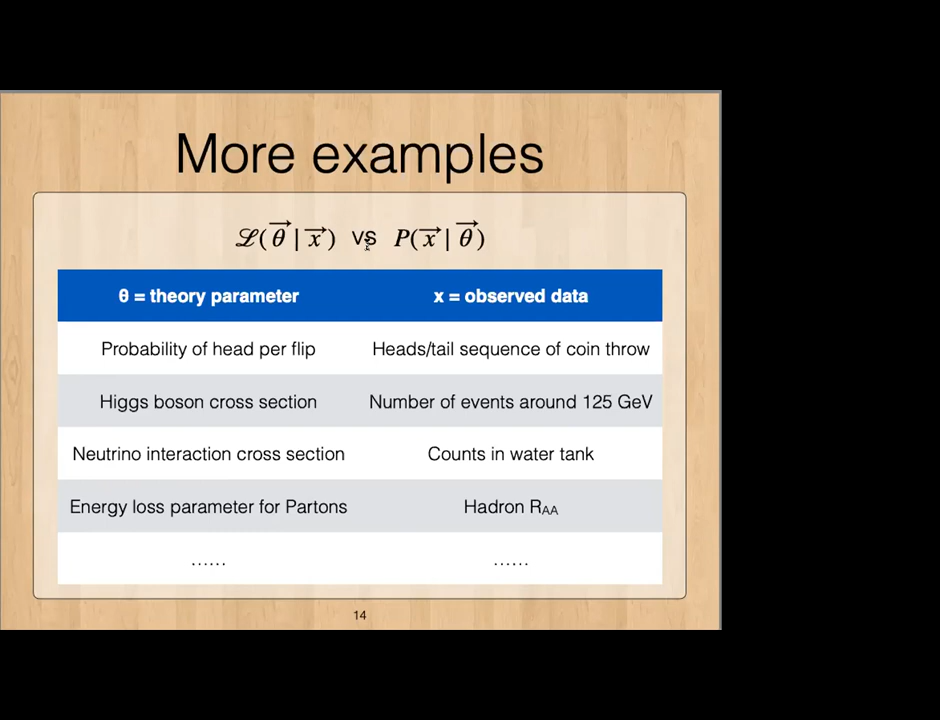 More examples
ℒ(θ⃗ | x⃗) vs P(x⃗ | θ⃗)
θ = theory parameter x = observed data
Probability of head per flip Heads/tail sequence of coin throw
Higgs boson cross section Number of events around 125 GeV
Neutrino interaction cross section Counts in water tank
Energy loss parameter for Partons Hadron RAA
...... ......
14